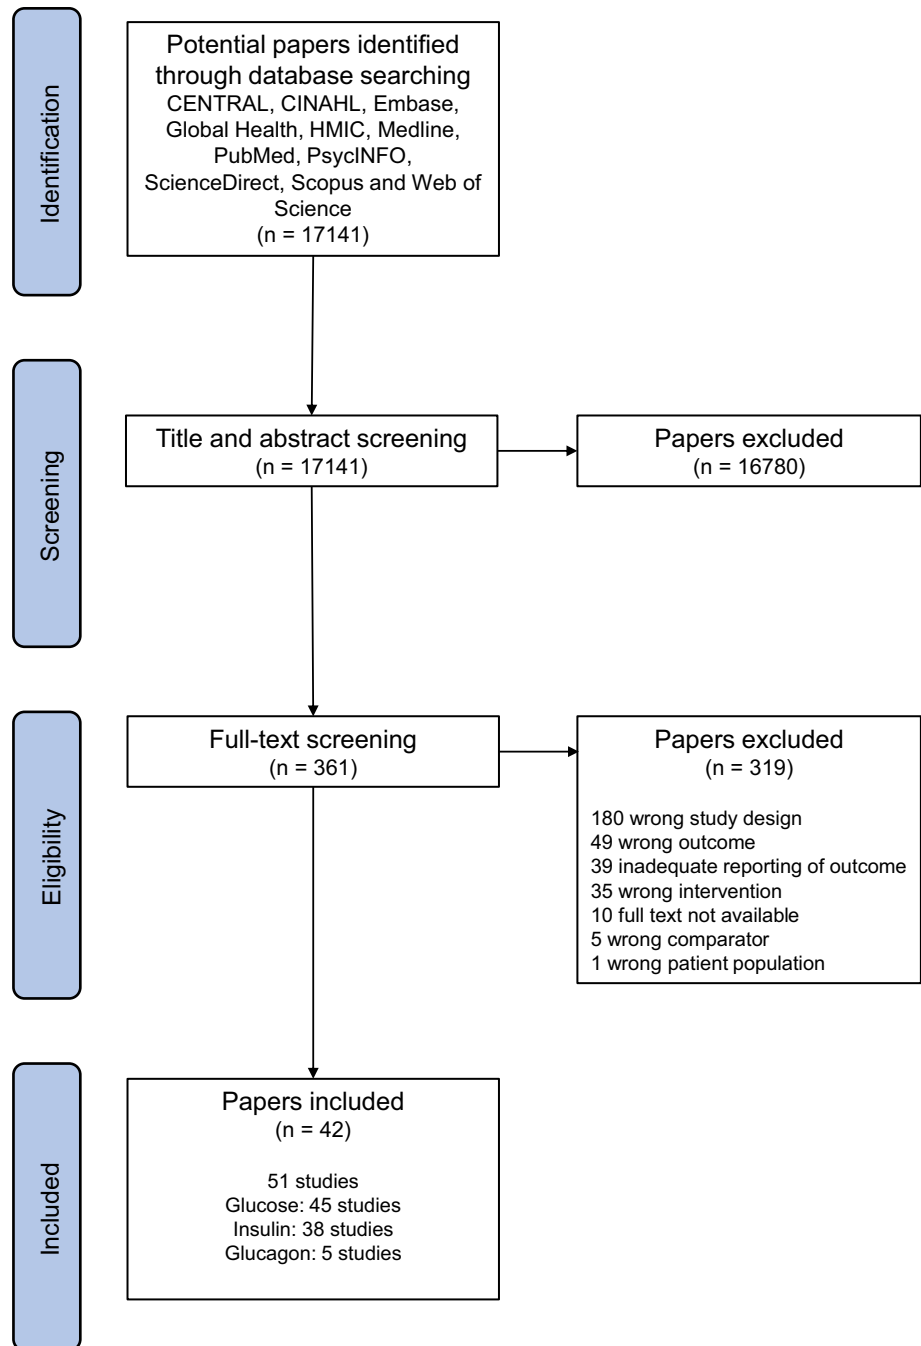 Identification
Potential papers identified
through database searching
CENTRAL, CINAHL, Embase,
Global Health, HMIC, Medline,
PubMed, PsycINFO,
ScienceDirect, Scopus and Web of
Science
(n = 17141)
Screening
Title and abstract screening
(n = 17141)
Papers excluded
(n = 16780)
Eligibility
Full-text screening
(n = 361)
Papers excluded
(n = 319)
180 wrong study design
49 wrong outcome
39 inadequate reporting of outcome
35 wrong intervention
10 full text not available
5 wrong comparator
1 wrong patient population
Included
Papers included
(n = 42)
51 studies
Glucose: 45 studies
Insulin: 38 studies
Glucagon: 5 studies